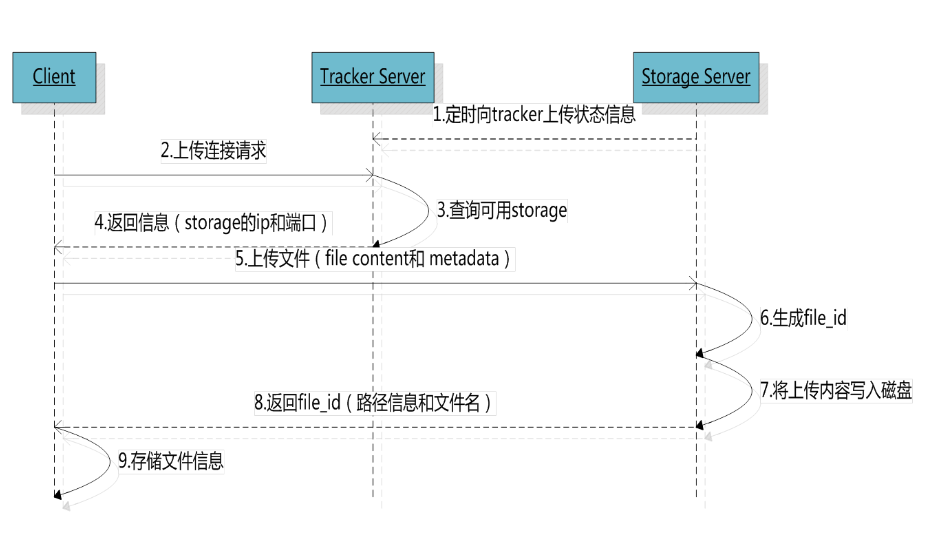 Client
Tracker Server
Storage Server
1.定时向tracker上传状态信息
2.上传连接请求
3.查询可用storage
4.返回信息（storage的ip和端口）
5.上传文件（file content和 metadata）
6.生成file_id
7.将上传内容写入磁盘
8.返回file_id（路径信息和文件名）
9.存储文件信息